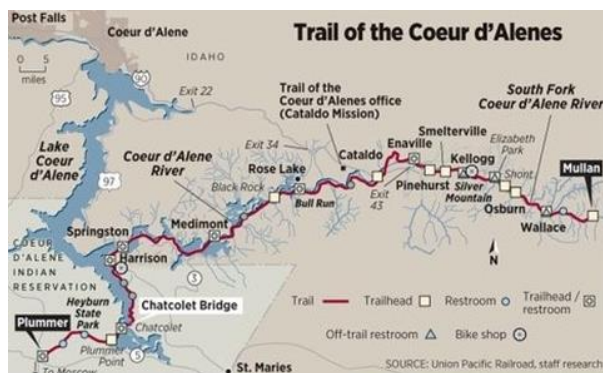 Trail of the Coeur d'Alenes
Post Falls
Coeur d'Alene
IDAHO
0 5
miles
90
95
Exit 22
Trail of the
Coeur d'Alenes office
(Cataldo Mission)
South Fork
Coeur d'Alene River
Elizabeth
Park
Smelterville
Enaville
Kellogg
Shont
Mullan
Lake
Coeur
d'Alene
97
Coeur d'Alene
River
Exit 34
Rose Lake
Cataldo
Black Rock
Bull Run
Exit
43
Pinehurst
Silver
Mountain
Osburn
Wallace
Springston
Medimont
COEUR
D'ALENE
INDIAN
RESERVATION
Harrison
3
N
Heyburn
State
Park
Chatcolet Bridge
Plummer
Chatcolet
Plummer
Point
5
To Moscow
St. Maries
Trail Trailhead Restroom Trailhead /
restroom
Off-trail restroom Bike shop
SOURCE: Union Pacific Railroad, staff research